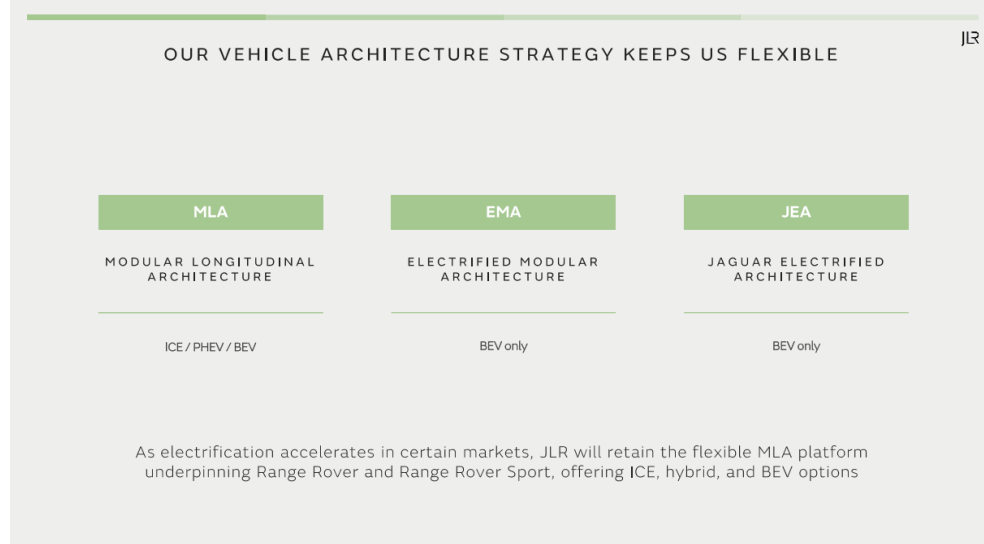 JLR
OUR VEHICLE ARCHITECTURE STRATEGY KEEPS US FLEXIBLE
MLA
MODULAR LONGITUDINAL
ARCHITECTURE
ICE / PHEV / BEV
EMA
ELECTRIFIED MODULAR
ARCHITECTURE
BEV only
JEA
JAGUAR ELECTRIFIED
ARCHITECTURE
BEV only
As electrification accelerates in certain markets, JLR will retain the flexible MLA platform
underpinning Range Rover and Range Rover Sport, offering ICE, hybrid, and BEV options